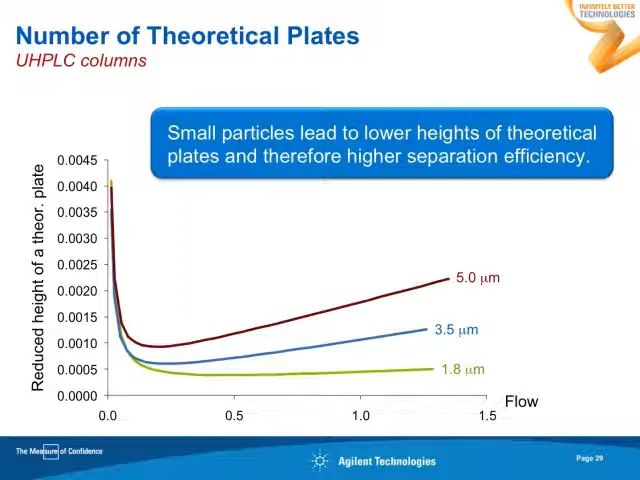 INFINITELY BETTER
TECHNOLOGIES
Number of Theoretical Plates
UHPLC columns
Small particles lead to lower heights of theoretical
plates and therefore higher separation efficiency.
Reduced height of a theor. plate
0.0045
0.0040
0.0035
0.0030
0.0025
0.0020
0.0015
0.0010
0.0005
0.0000
5.0 μm
3.5 μm
1.8 μm
Flow
0.0 0.5 1.0 1.5
The Measure of Confidence
Agilent Technologies
Page 29